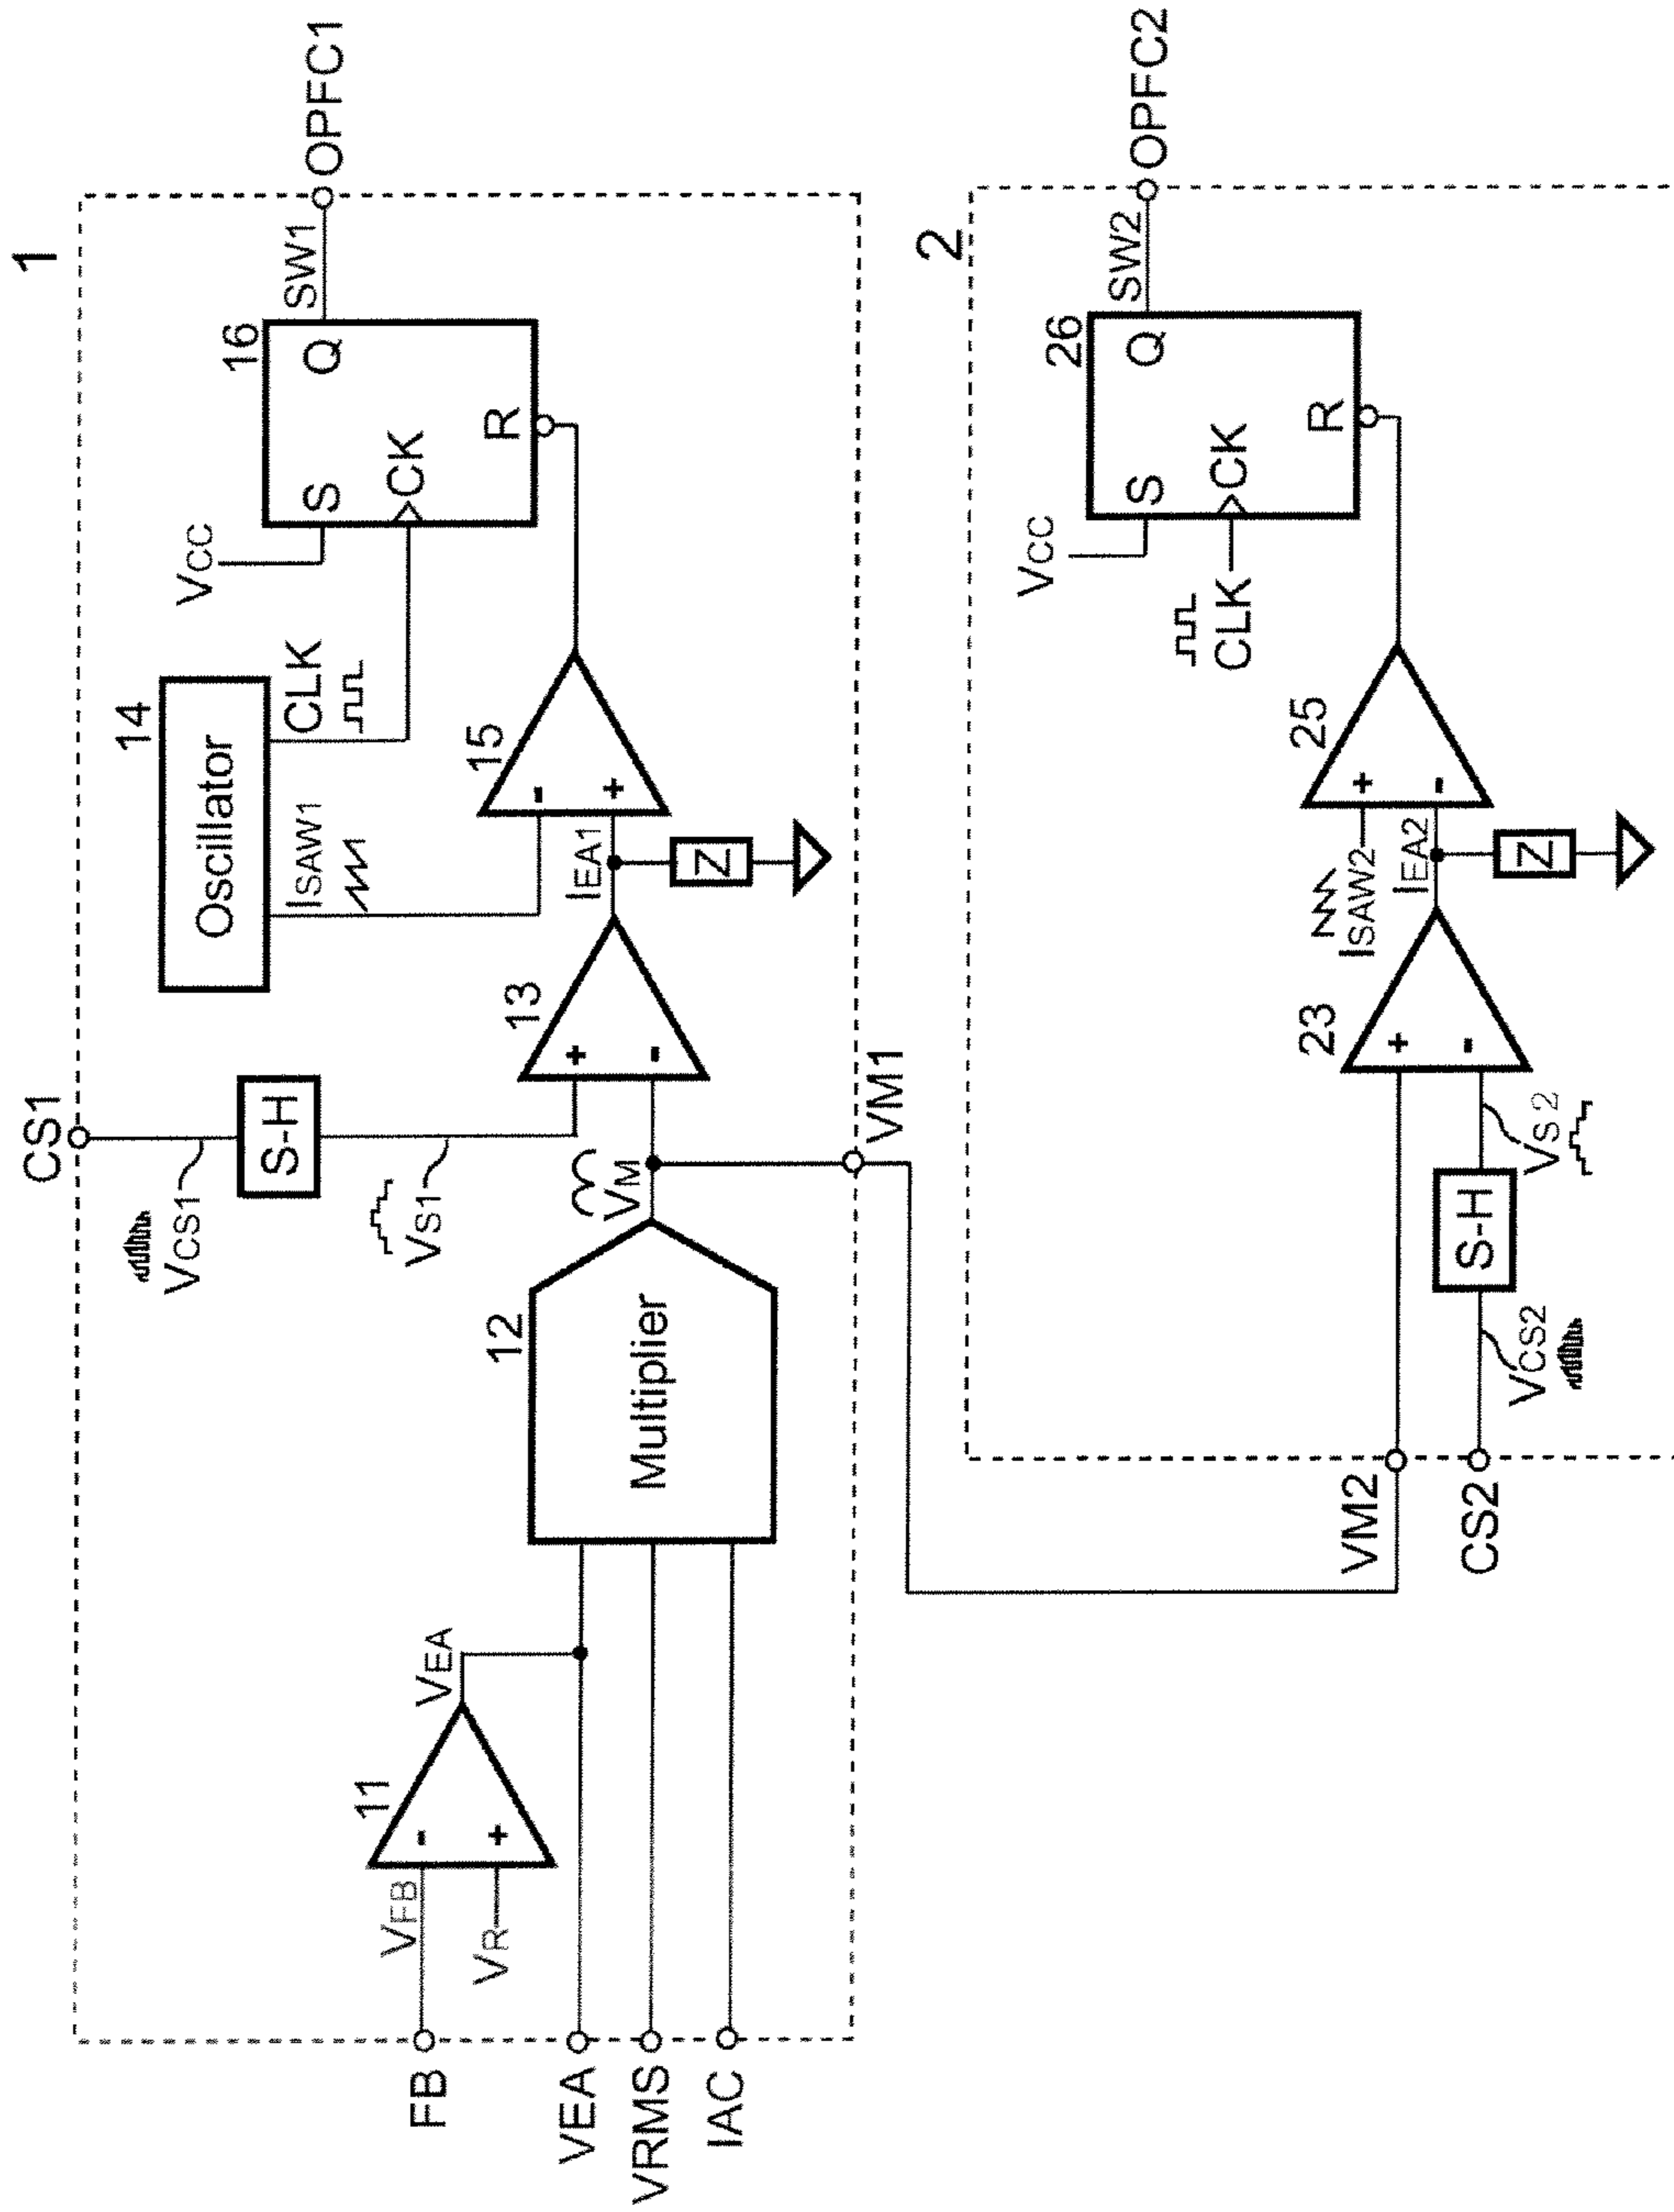 1
CS1
VCS1
S-H
VS1
14
Oscillator
ISAW1
CLK
VCC
16
S
Q
CK
R
SW1
OPFC1
11
VFB
-
VR
+
VEA
FB
VEA
VRMS
IAC
12
Multiplier
VM
13
+
-
IEA1
Z
15
-
+
VM1
2
VM2
CS2
VCS2
S-H
VS2
23
+
-
ISAW2
IEA2
Z
25
+
-
VCC
CLK
26
S
Q
CK
R
SW2
OPFC2